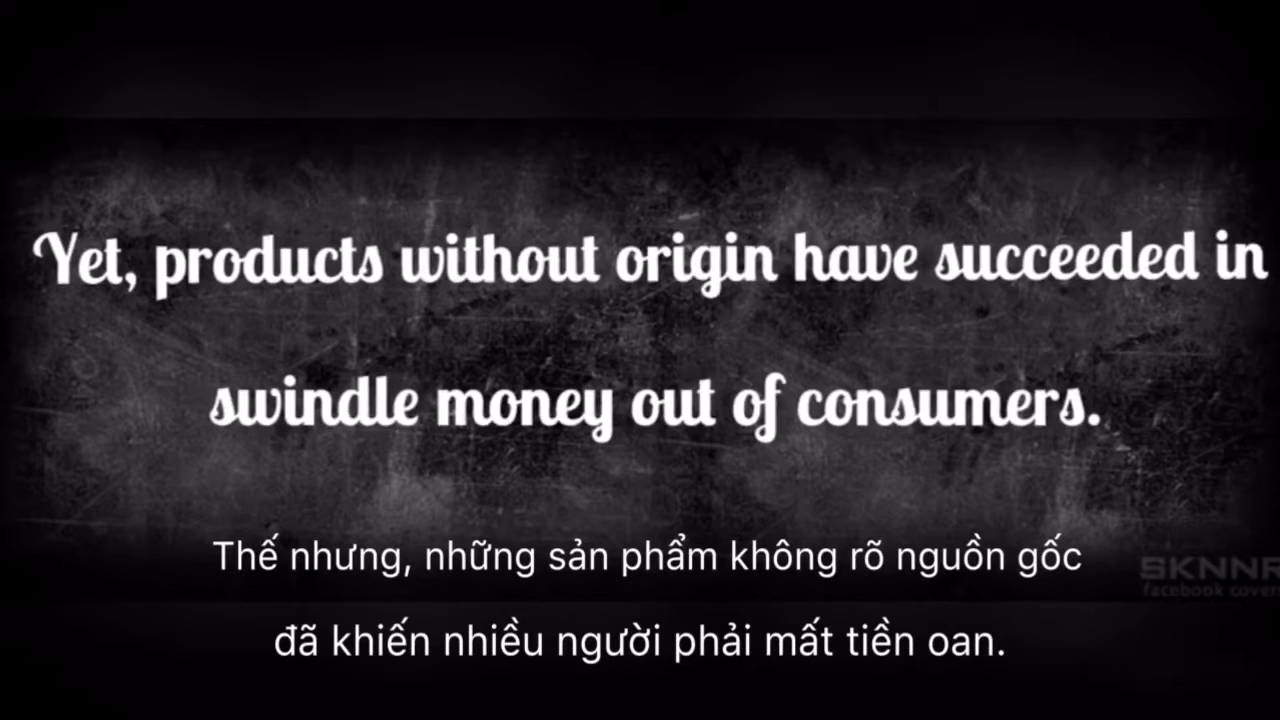 Yet, products without origin have succeeded in
swindle money out of consumers.
Thế nhưng, những sản phẩm không rõ nguồn gốc
đã khiến nhiều người phải mất tiền oan.
SKNNR
facebook cover